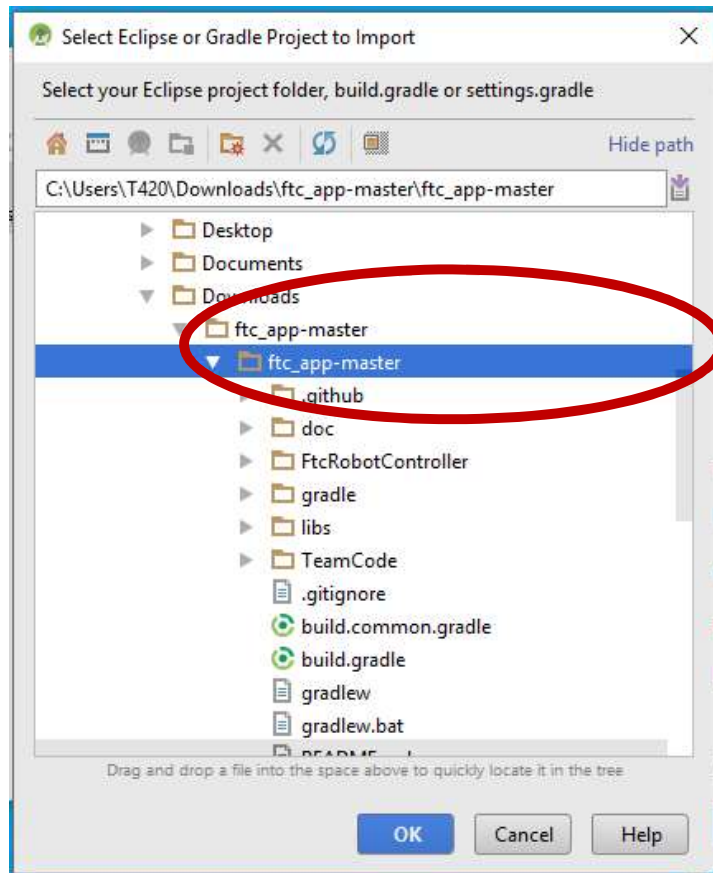 Select Eclipse or Gradle Project to Import
Select your Eclipse project folder, build.gradle or settings.gradle
Hide path
C:\Users\T420\Downloads\ftc_app-master\ftc_app-master
Desktop
Documents
Downloads
ftc_app-master
ftc_app-master
.github
doc
FtcRobotController
gradle
libs
TeamCode
.gitignore
build.common.gradle
build.gradle
gradlew
gradlew.bat
Drag and drop a file into the space above to quickly locate it in the tree
OK Cancel Help